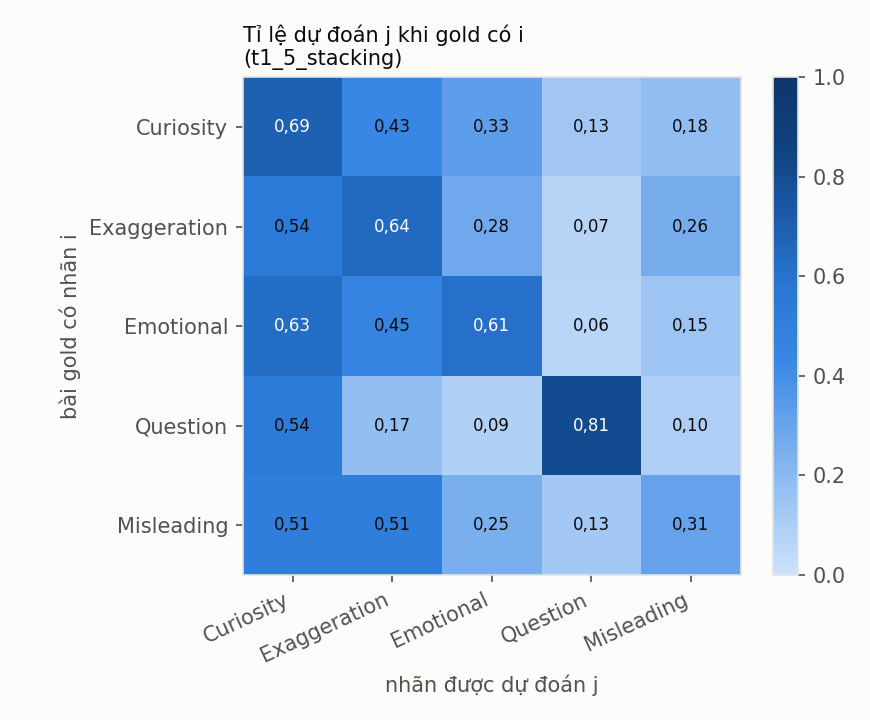 Tỉ lệ dự đoán j khi gold có i
(t1_5_stacking)
bài gold có nhãn i
Curiosity 0,69 0,43 0,33 0,13 0,18
Exaggeration 0,54 0,64 0,28 0,07 0,26
Emotional 0,63 0,45 0,61 0,06 0,15
Question 0,54 0,17 0,09 0,81 0,10
Misleading 0,51 0,51 0,25 0,13 0,31
Curiosity Exaggeration Emotional Question Misleading
nhãn được dự đoán j
1.0
0.8
0.6
0.4
0.2
0.0